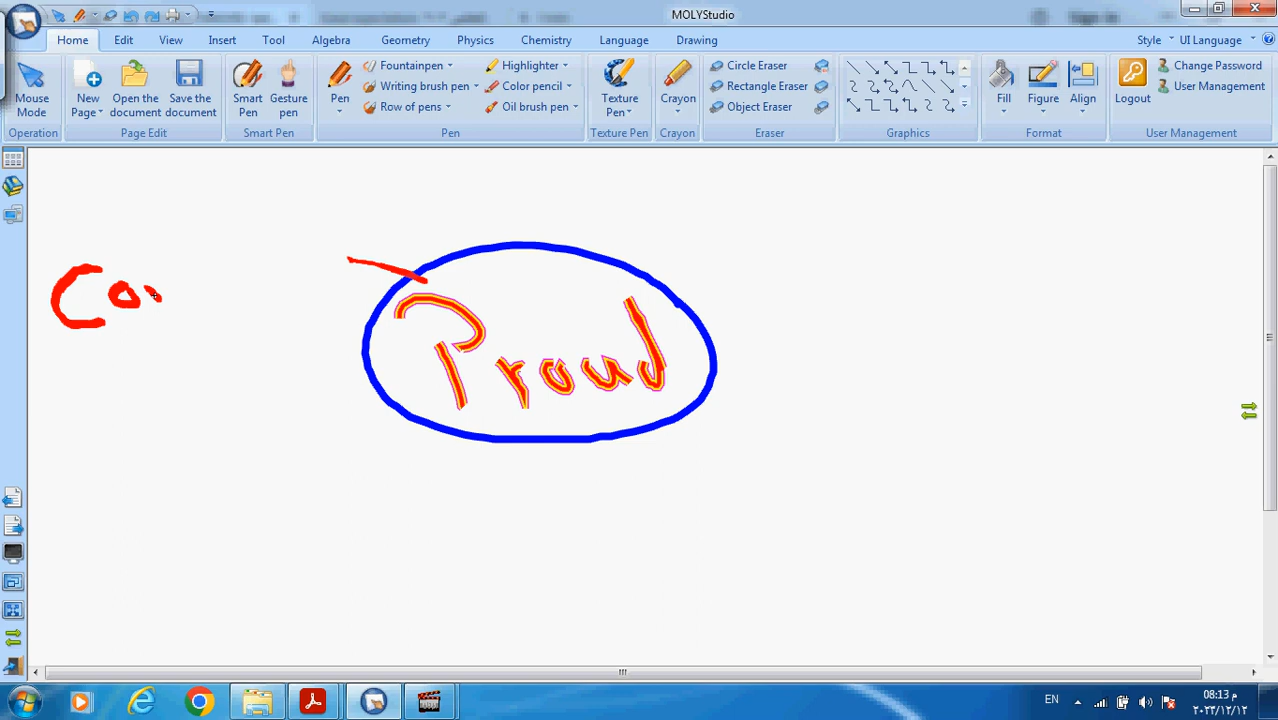 MOLYStudio
Home Edit View Insert Tool Algebra Geometry Physics Chemistry Language Drawing Style UI Language
Fountainpen Highlighter Circle Eraser Change Password
Writing brush pen Color pencil Rectangle Eraser User Management
Row of pens Oil brush pen Object Eraser
Mouse Mode New Page Open the document Save the document Smart Pen Gesture pen Pen Texture Pen Crayon Fill Figure Align Logout
Operation Page Edit Smart Pen Pen Texture Pen Crayon Eraser Graphics Format User Management
Proud
EN
08:13 م
٢٠٢٣/١٢/١٢